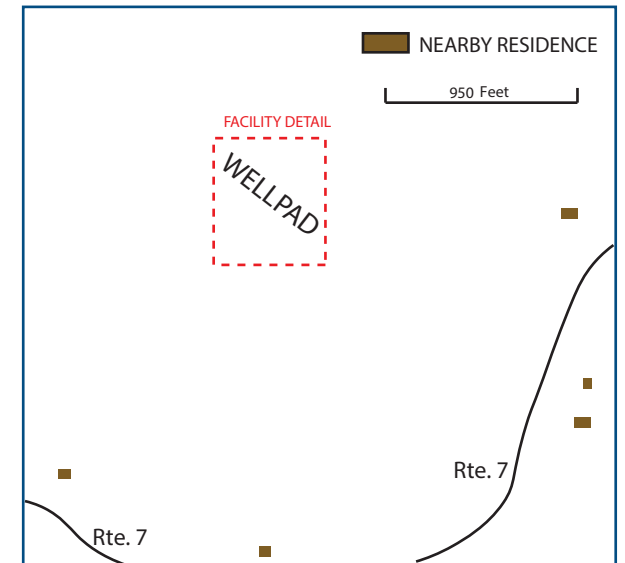 NEARBY RESIDENCE
950 Feet
FACILITY DETAIL
WELLPAD
Rte. 7
Rte. 7